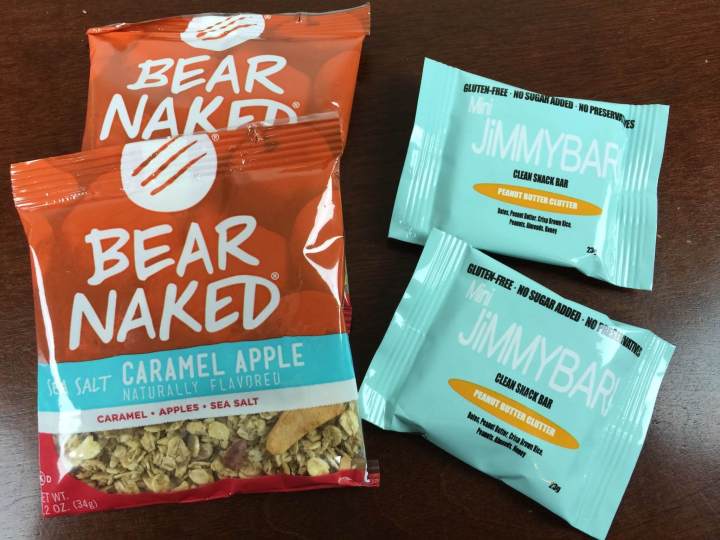 BEAR
NAKED®
BEAR
NAKED®
SEA SALT CARAMEL APPLE
NATURALLY FLAVORED
CARAMEL • APPLES • SEA SALT
D
ET WT.
.2 OZ. (34g)
GLUTEN-FREE · NO SUGAR ADDED · NO PRESERVATIVES
Mini
JiMMYBAR
CLEAN SNACK BAR
PEANUT BUTTER CLUTTER
Dates, Peanut Butter, Crisp Brown Rice,
Peanuts, Almonds, Honey
23g
GLUTEN-FREE · NO SUGAR ADDED · NO PRESERVATIVES
Mini
JiMMYBAR!
CLEAN SNACK BAR
PEANUT BUTTER CLUTTER
Dates, Peanut Butter, Crisp Brown Rice,
Peanuts, Almonds, Honey
23g